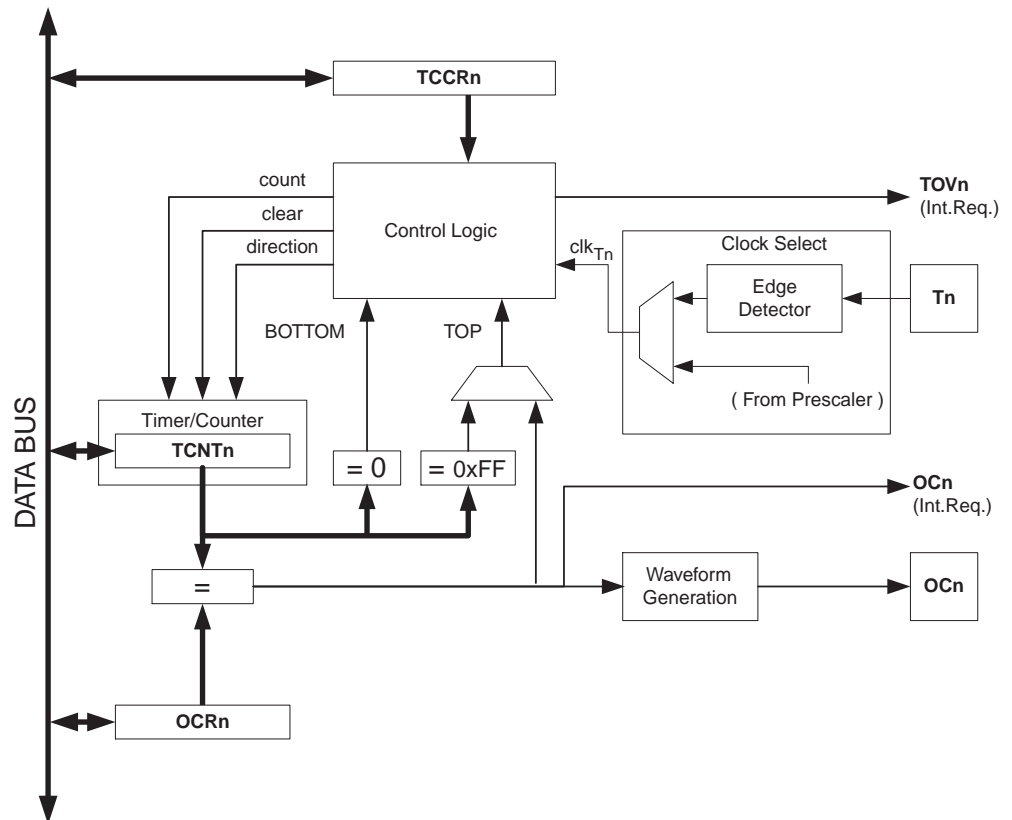 TCCRn
count
clear
direction
Control Logic
TOVn
(Int.Req.)
clkTn
Clock Select
Edge
Detector
Tn
BOTTOM
TOP
( From Prescaler )
Timer/Counter
TCNTn
= 0
= 0xFF
DATA BUS
OCn
(Int.Req.)
=
Waveform
Generation
OCn
OCRn